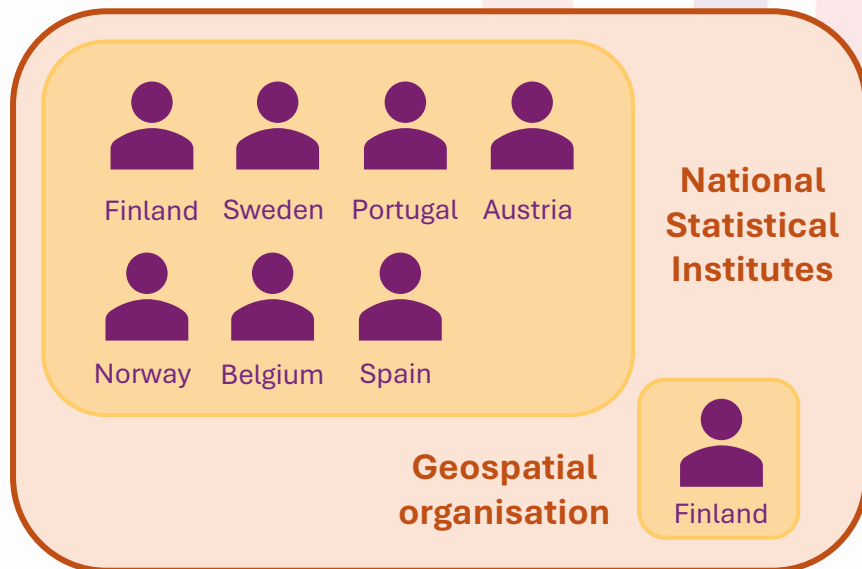 Finland Sweden Portugal Austria
Norway Belgium Spain
National
Statistical
Institutes
Geospatial
organisation
Finland